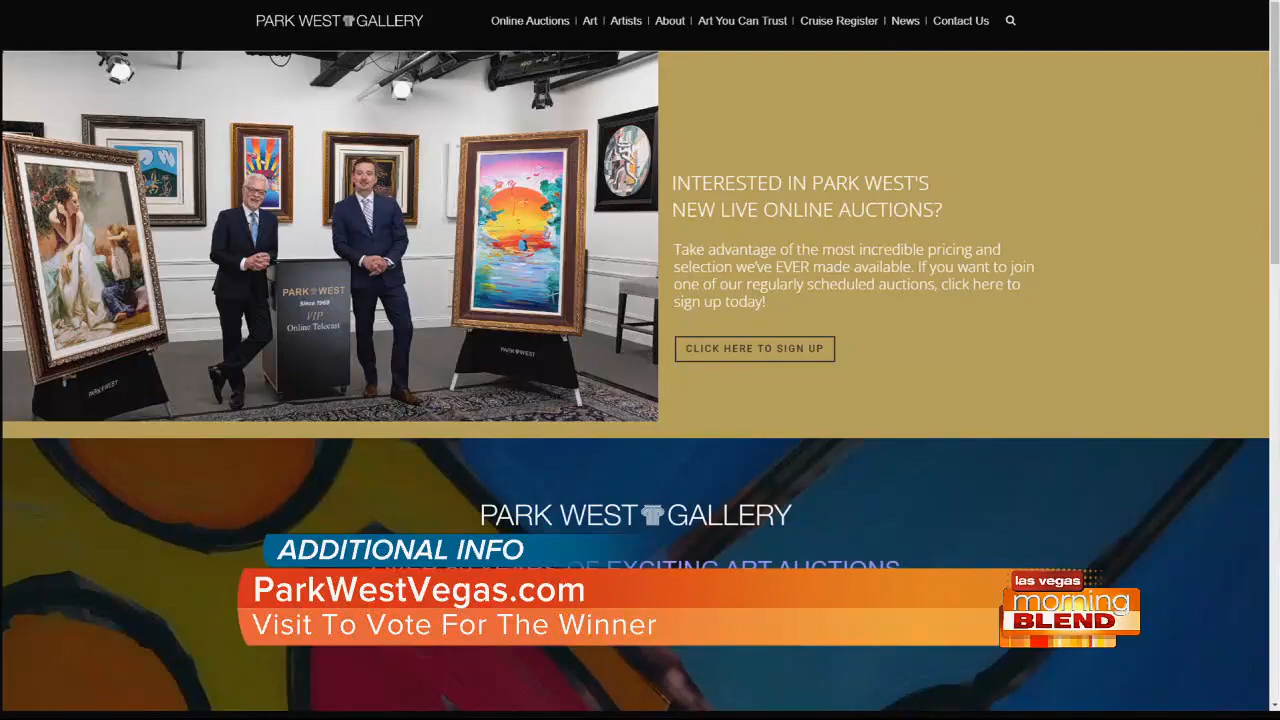 PARK WEST GALLERY
Online Auctions | Art | Artists | About | Art You Can Trust | Cruise Register | News | Contact Us
INTERESTED IN PARK WEST'S
NEW LIVE ONLINE AUCTIONS?
Take advantage of the most incredible pricing and
selection we've EVER made available. If you want to join
one of our regularly scheduled auctions, click here to
sign up today!
CLICK HERE TO SIGN UP
PARK WEST
Since 1969
VIP
Online Telecast
PARK WEST
PARK WEST
PARK WEST GALLERY
OF EXCITING ART AUCTIONS
ADDITIONAL INFO
ParkWestVegas.com
Visit To Vote For The Winner
las vegas
morning
BLEND